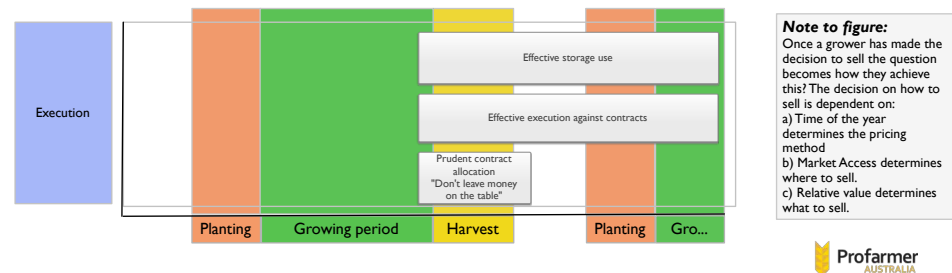 Execution
Effective storage use
Effective execution against contracts
Prudent contract
allocation
"Don't leave money
on the table"
Planting
Growing period
Harvest
Planting
Gro...
Note to figure:
Once a grower has made the
decision to sell the question
becomes how they achieve
this? The decision on how to
sell is dependent on:
a) Time of the year
determines the pricing
method
b) Market Access determines
where to sell.
c) Relative value determines
what to sell.
Profarmer
AUSTRALIA